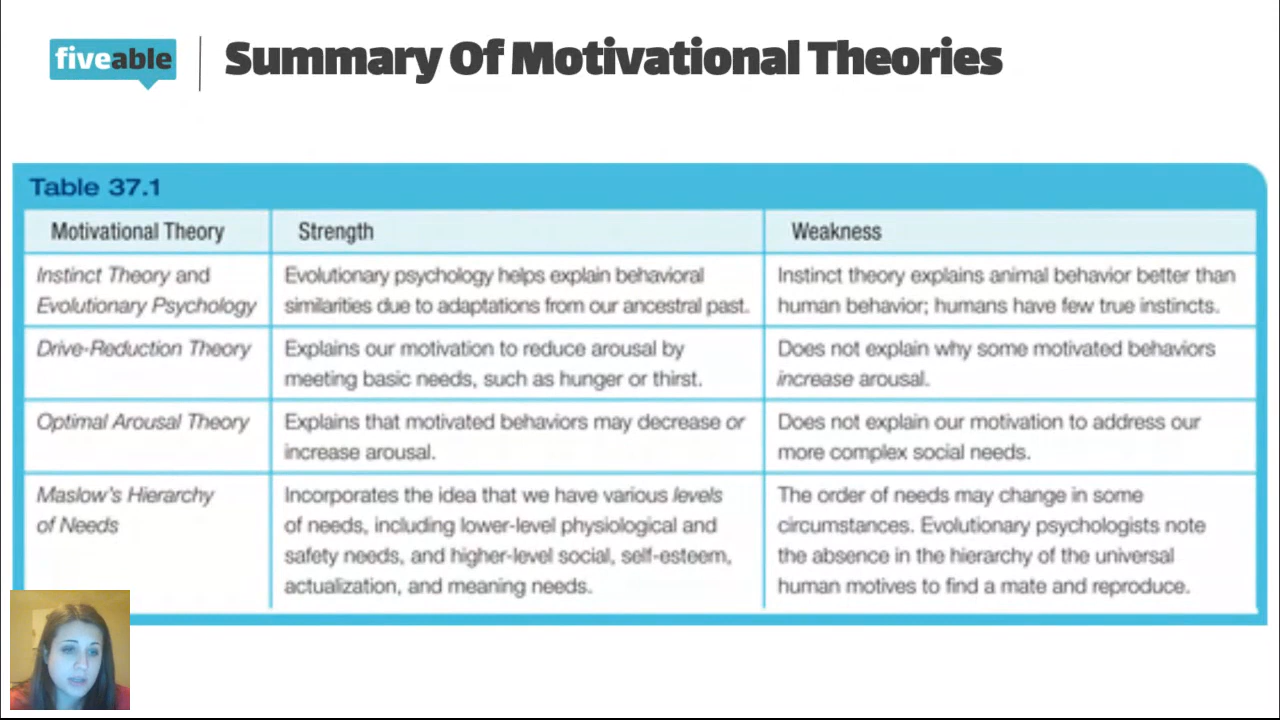 fiveable
Summary Of Motivational Theories
Table 37.1
Motivational Theory
Strength
Weakness
Instinct Theory and
Evolutionary Psychology
Evolutionary psychology helps explain behavioral
similarities due to adaptations from our ancestral past.
Instinct theory explains animal behavior better than
human behavior; humans have few true instincts.
Drive-Reduction Theory
Explains our motivation to reduce arousal by
meeting basic needs, such as hunger or thirst.
Does not explain why some motivated behaviors
increase arousal.
Optimal Arousal Theory
Explains that motivated behaviors may decrease or
increase arousal.
Does not explain our motivation to address our
more complex social needs.
Maslow's Hierarchy
of Needs
Incorporates the idea that we have various levels
of needs, including lower-level physiological and
safety needs, and higher-level social, self-esteem,
actualization, and meaning needs.
The order of needs may change in some
circumstances. Evolutionary psychologists note
the absence in the hierarchy of the universal
human motives to find a mate and reproduce.